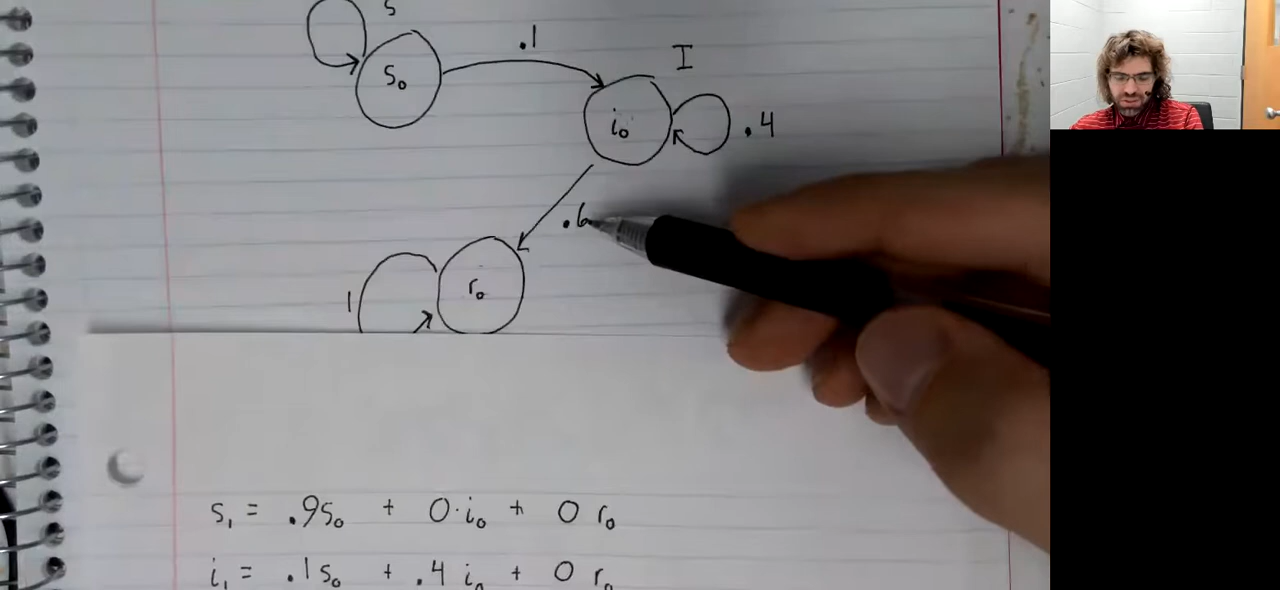 S
.1
I
s₀
i₀
.4
.6
r₀
1
s₁ = .9s₀ + 0·i₀ + 0 r₀
i₁ = .1s₀ + .4 i₀ + 0 r₀